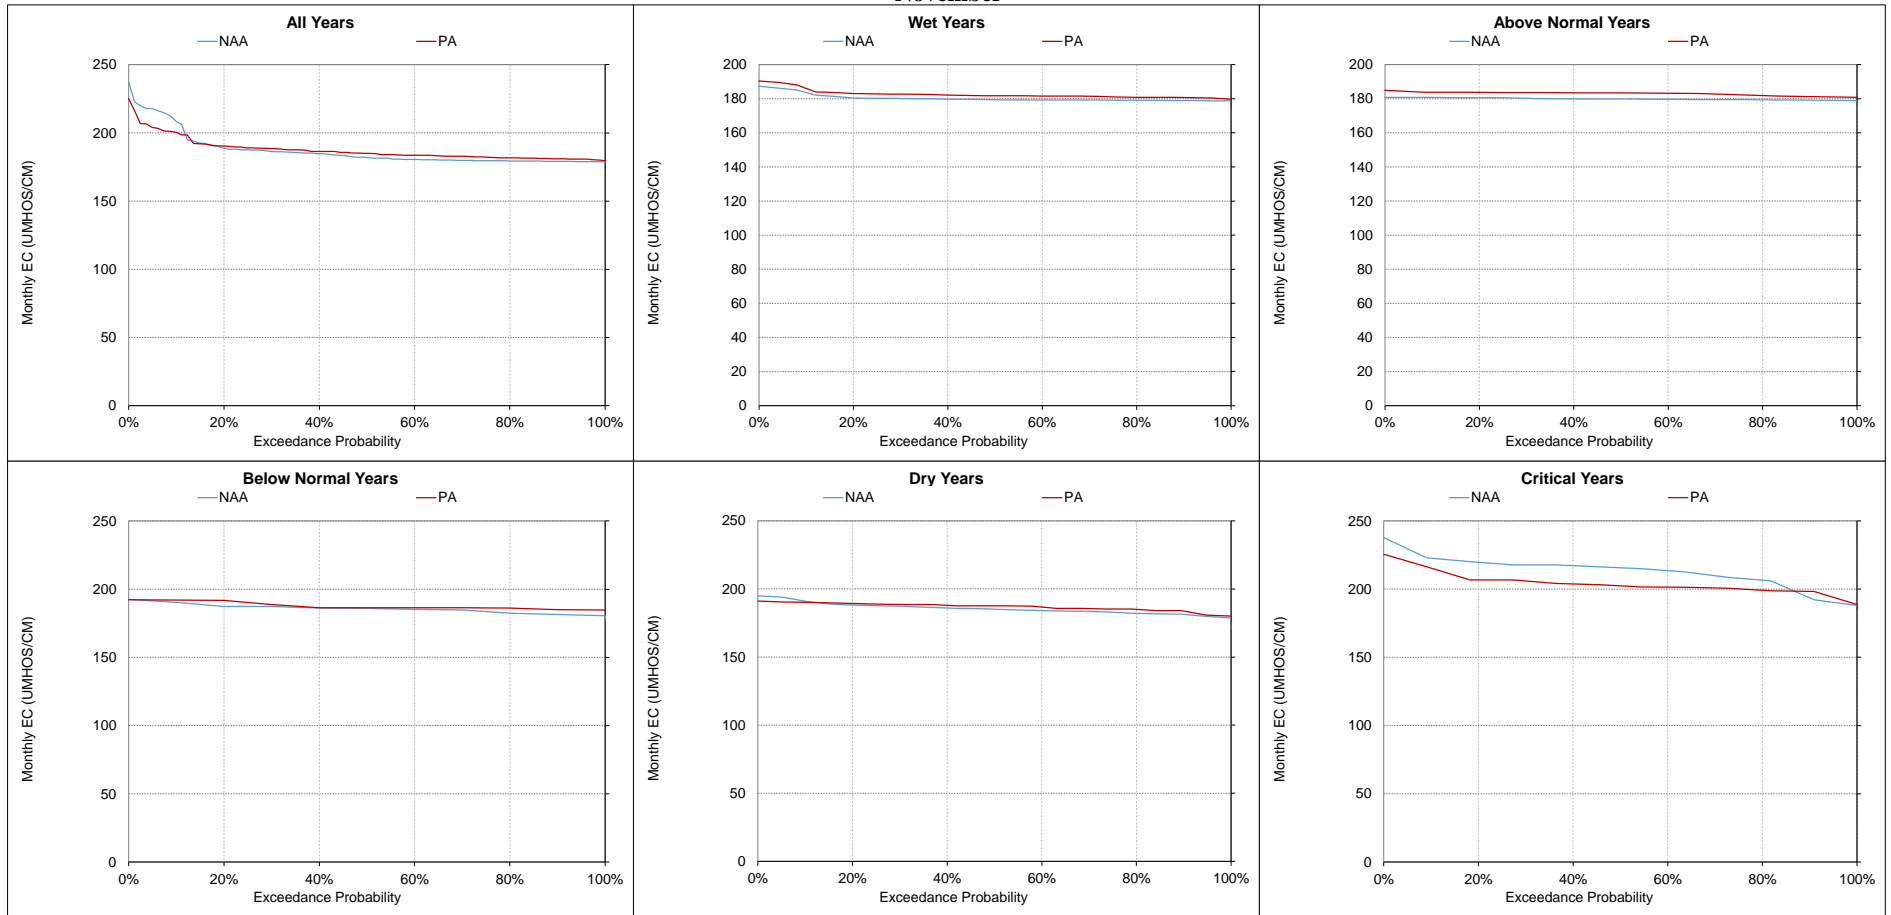 All Years
NAA PA
250
200
150
100
50
0
0% 20% 40% 60% 80% 100%
Monthly EC (UMHOS/CM)
Exceedance Probability
Wet Years
NAA PA
200
180
160
140
120
100
80
60
40
20
0
0% 20% 40% 60% 80% 100%
Monthly EC (UMHOS/CM)
Exceedance Probability
Above Normal Years
NAA PA
200
180
160
140
120
100
80
60
40
20
0
0% 20% 40% 60% 80% 100%
Monthly EC (UMHOS/CM)
Exceedance Probability
Below Normal Years
NAA PA
250
200
150
100
50
0
0% 20% 40% 60% 80% 100%
Monthly EC (UMHOS/CM)
Exceedance Probability
Dry Years
NAA PA
250
200
150
100
50
0
0% 20% 40% 60% 80% 100%
Monthly EC (UMHOS/CM)
Exceedance Probability
Critical Years
NAA PA
250
200
150
100
50
0
0% 20% 40% 60% 80% 100%
Monthly EC (UMHOS/CM)
Exceedance Probability